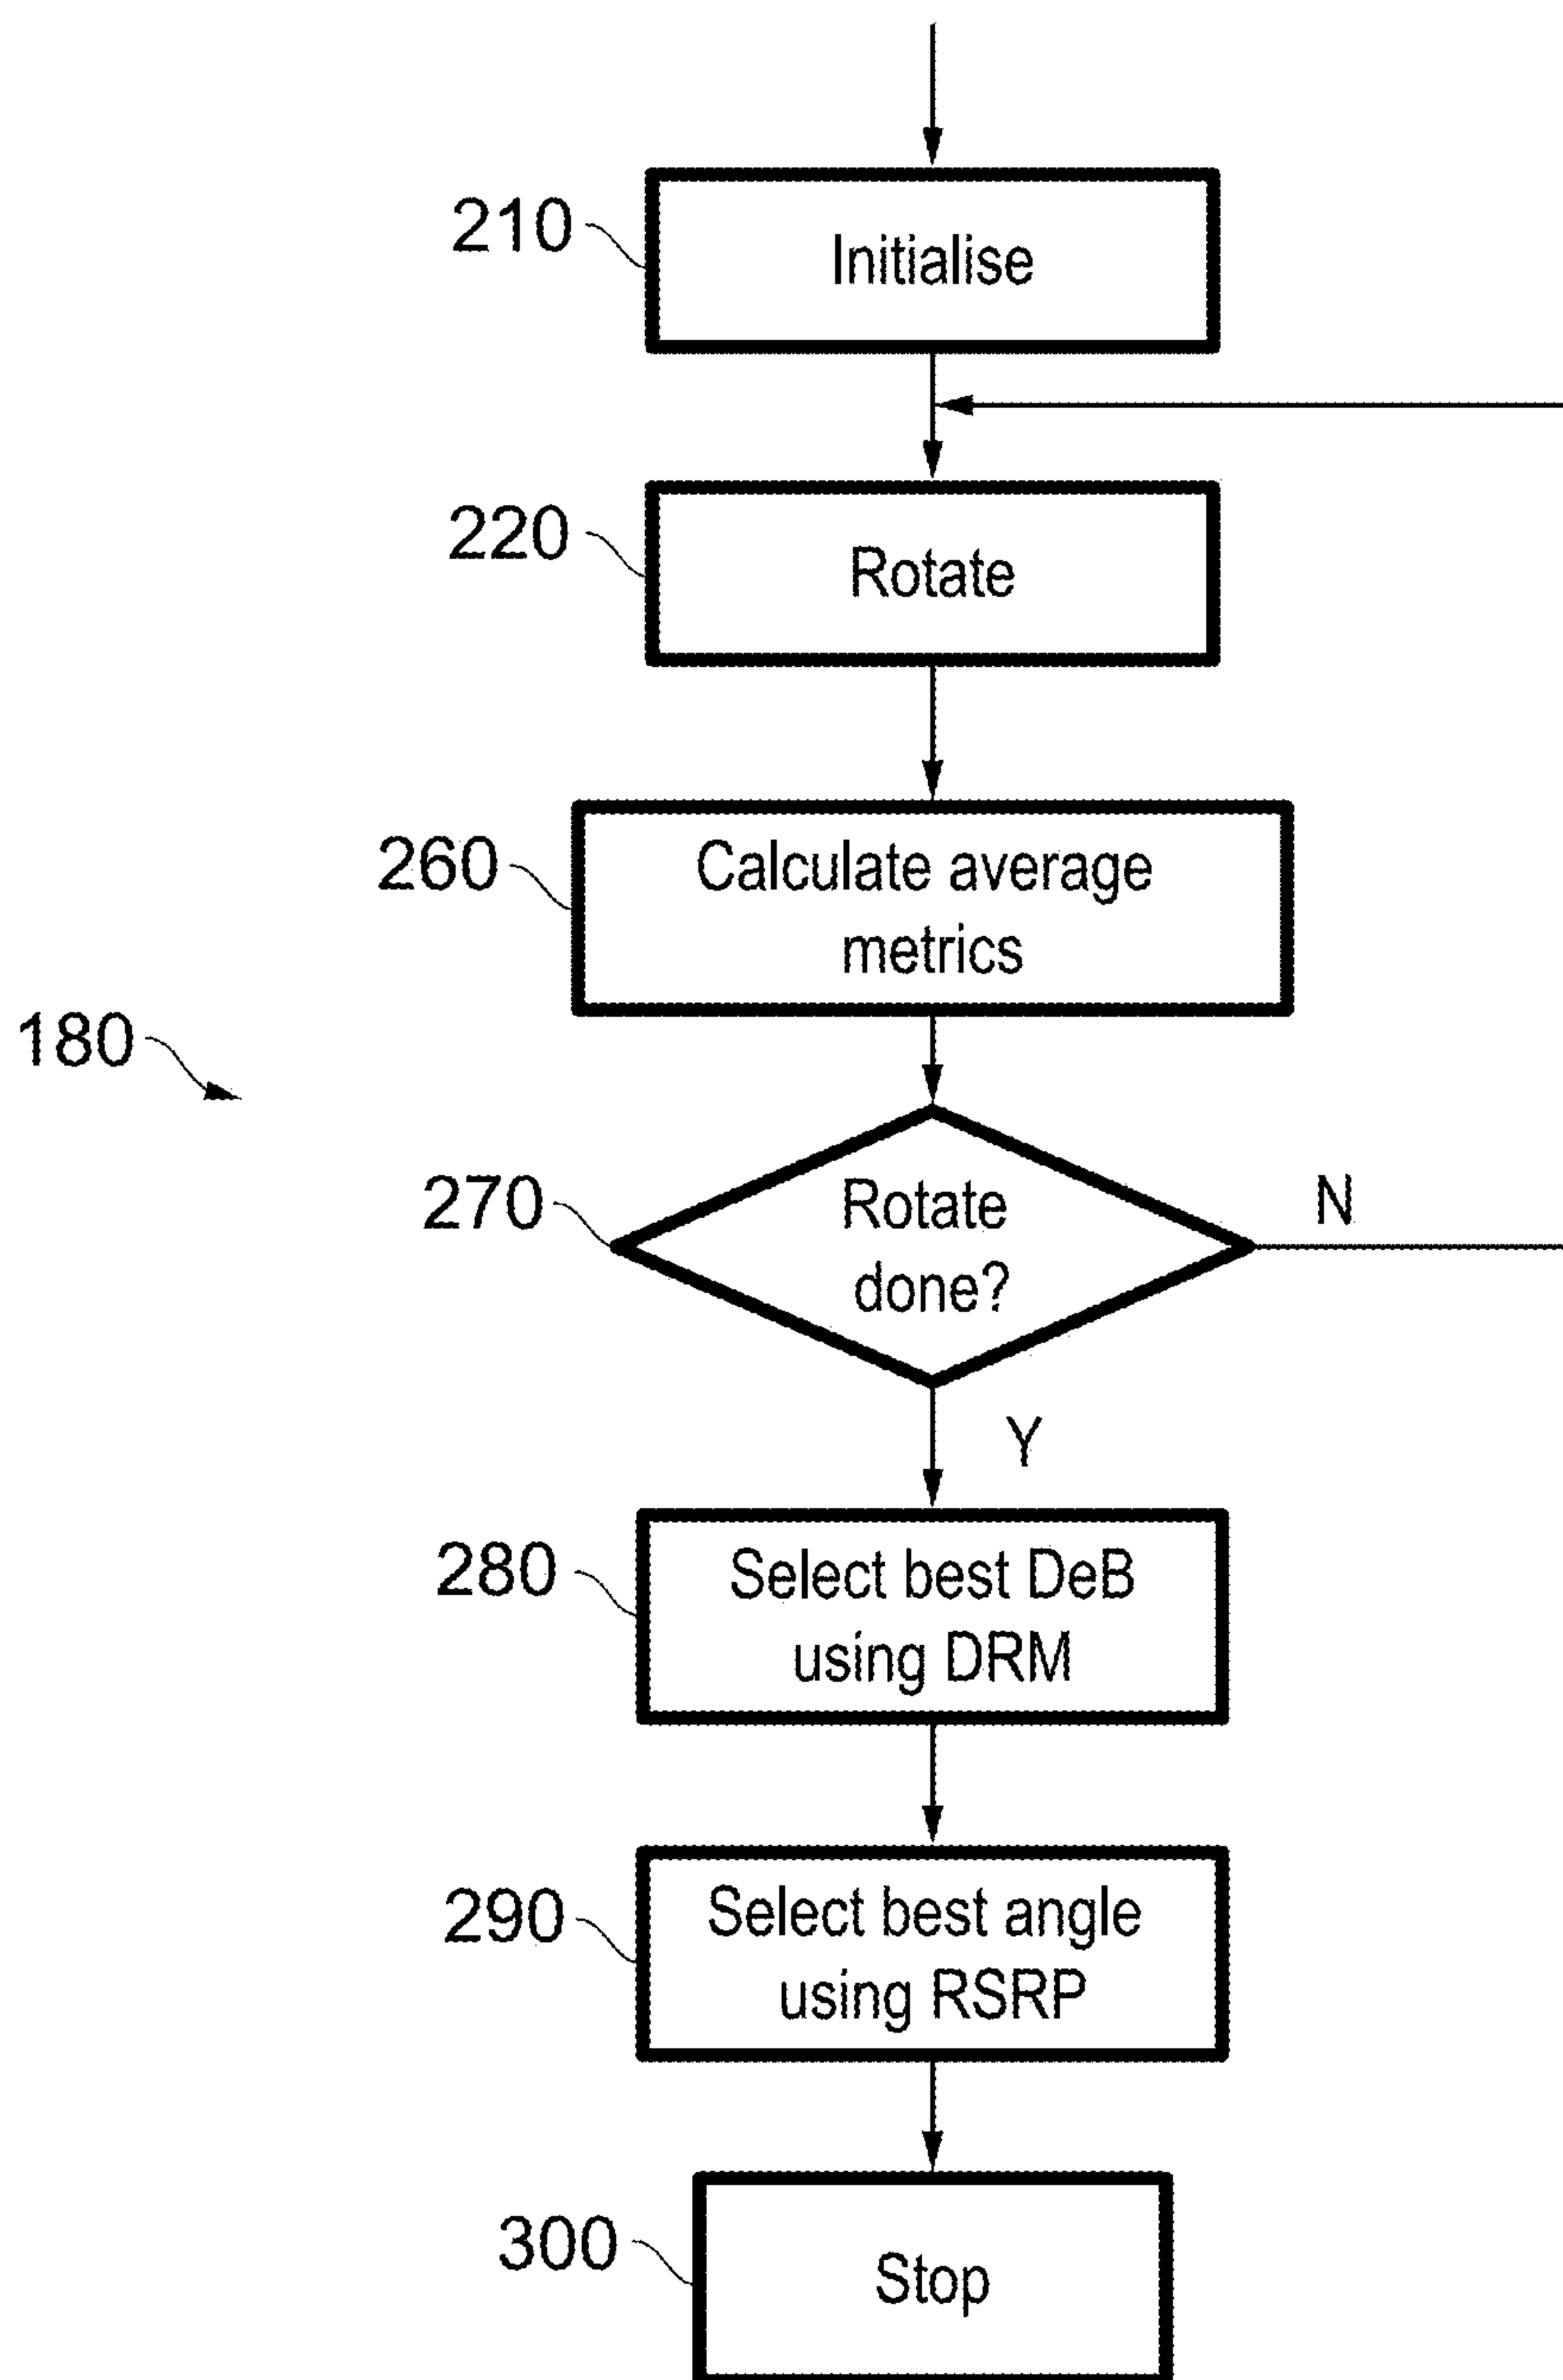 210
Initialise
220
Rotate
260
Calculate average
metrics
180
270
Rotate
done?
N
Y
280
Select best DeB
using DRM
290
Select best angle
using RSRP
300
Stop